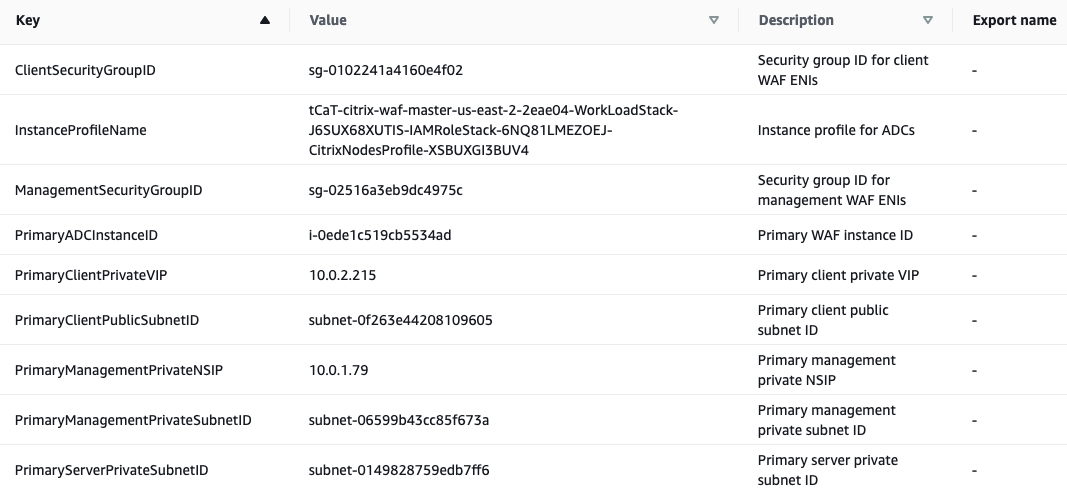 Key ▲ Value ▽ Description ▽ Export name
ClientSecurityGroupID sg-0102241a4160e4f02 Security group ID for client -
WAF ENIs
InstanceProfileName tCaT-citrix-waf-master-us-east-2-2eae04-WorkLoadStack- Instance profile for ADCs -
J6SUX68XUTIS-IAMRoleStack-6NQ81LMEZOEJ-
CitrixNodesProfile-XSBUXGI3BUV4
ManagementSecurityGroupID sg-02516a3eb9dc4975c Security group ID for -
management WAF ENIs
PrimaryADCInstanceID i-0ede1c519cb5534ad Primary WAF instance ID -
PrimaryClientPrivateVIP 10.0.2.215 Primary client private VIP -
PrimaryClientPublicSubnetID subnet-0f263e44208109605 Primary client public -
subnet ID
PrimaryManagementPrivateNSIP 10.0.1.79 Primary management -
private NSIP
PrimaryManagementPrivateSubnetID subnet-06599b43cc85f673a Primary management -
private subnet ID
PrimaryServerPrivateSubnetID subnet-0149828759edb7ff6 Primary server private -
subnet ID